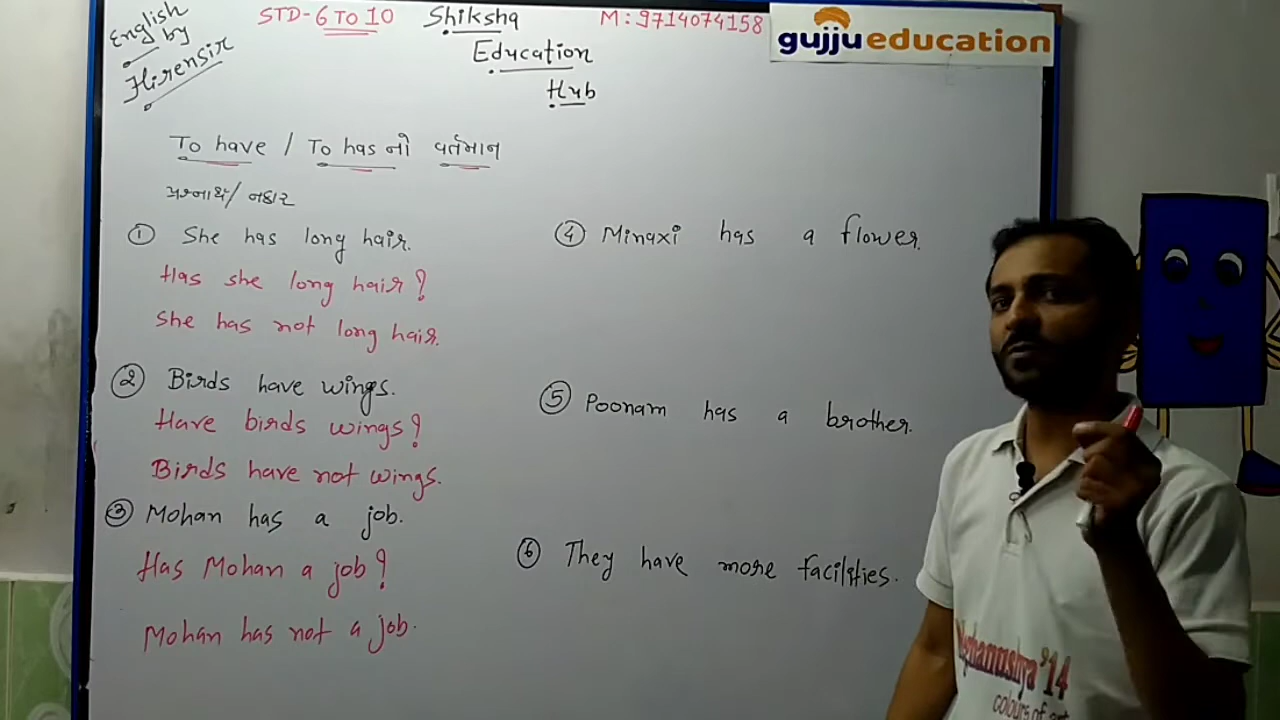 English
by
Hirensir
STD-6 TO 10
Shiksha
Education
Hub
M: 9714074158
gujjueducation
To have / To has નો વર્તમાન
પ્રશ્નાર્થ/નકાર
① She has long hair.
Has she long hair?
She has not long hair.
② Birds have wings.
Have birds wings?
Birds have not wings.
③ Mohan has a job.
Has Mohan a job?
Mohan has not a job.
④ Minaxi has a flower.
⑤ Poonam has a brother.
⑥ They have more facilities.
'14
colours of